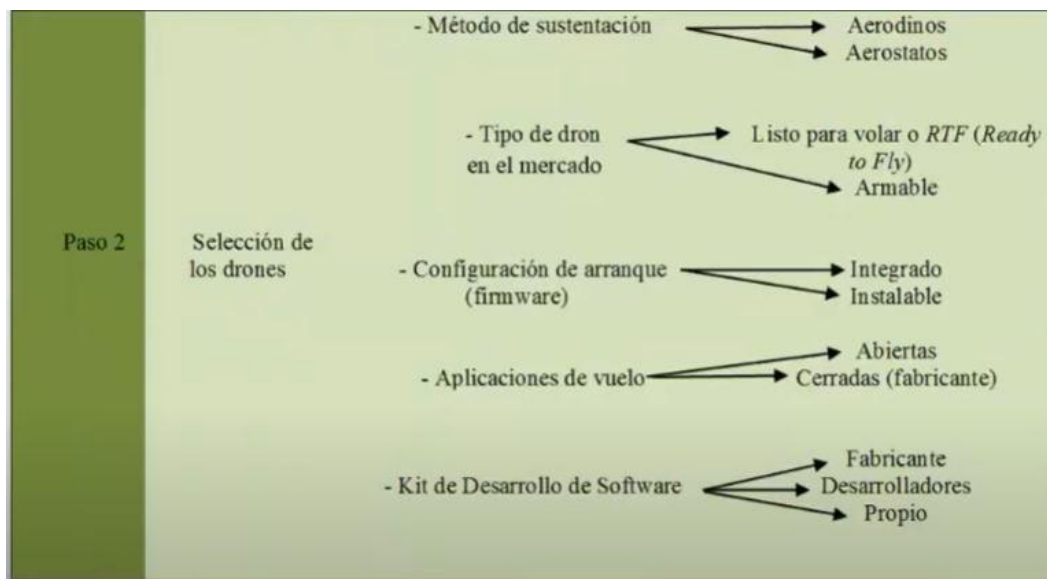 - Método de sustentación
Aerodinos
Aerostatos
- Tipo de dron
en el mercado
Listo para volar o RTF (Ready
to Fly)
Armable
Paso 2
Selección de
los drones
- Configuración de arranque
(firmware)
Integrado
Instalable
- Aplicaciones de vuelo
Abiertas
Cerradas (fabricante)
- Kit de Desarrollo de Software
Fabricante
Desarrolladores
Propio